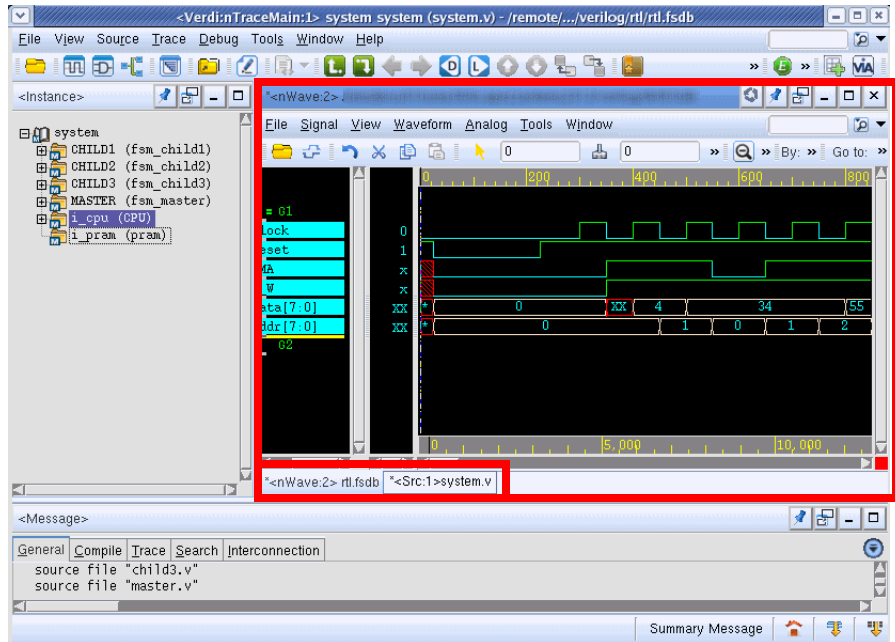 <Verdi:nTraceMain:1> system system (system.v) - /remote/.../verilog/rtl/rtl.fsdb
File View Source Trace Debug Tools Window Help
» »
<Instance>
*<nWave:2>
system
CHILD1 (fsm_child1)
CHILD2 (fsm_child2)
CHILD3 (fsm_child3)
MASTER (fsm_master)
i_cpu (CPU)
i_pram (pram)
File Signal View Waveform Analog Tools Window
0 0 » » By: » Go to: »
0 200 400 600 800
= G1
lock 0
eset 1
MA x
_W x
ata[7:0] XX * 0 XX 4 34 55
ddr[7:0] XX * 0 1 0 1 2
G2
0 5,000 10,000
*<nWave:2> rtl.fsdb *<Src:1>system.v
<Message>
General Compile Trace Search Interconnection
source file "child3.v"
source file "master.v"
Summary Message